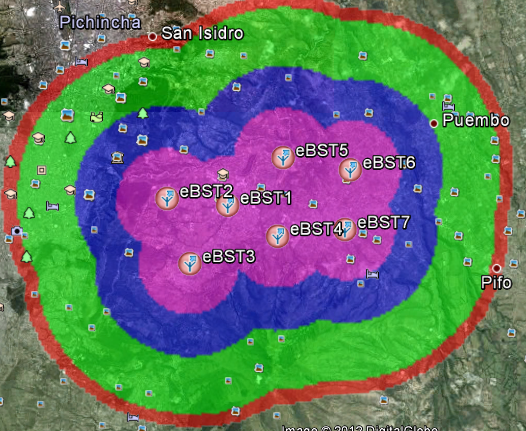 Pichincha
San Isidro
Puembo
eBST5
eBST6
eBST2
eBST1
eBST4
eBST7
eBST3
Pifo
Image © 2012 DigitalGlobe